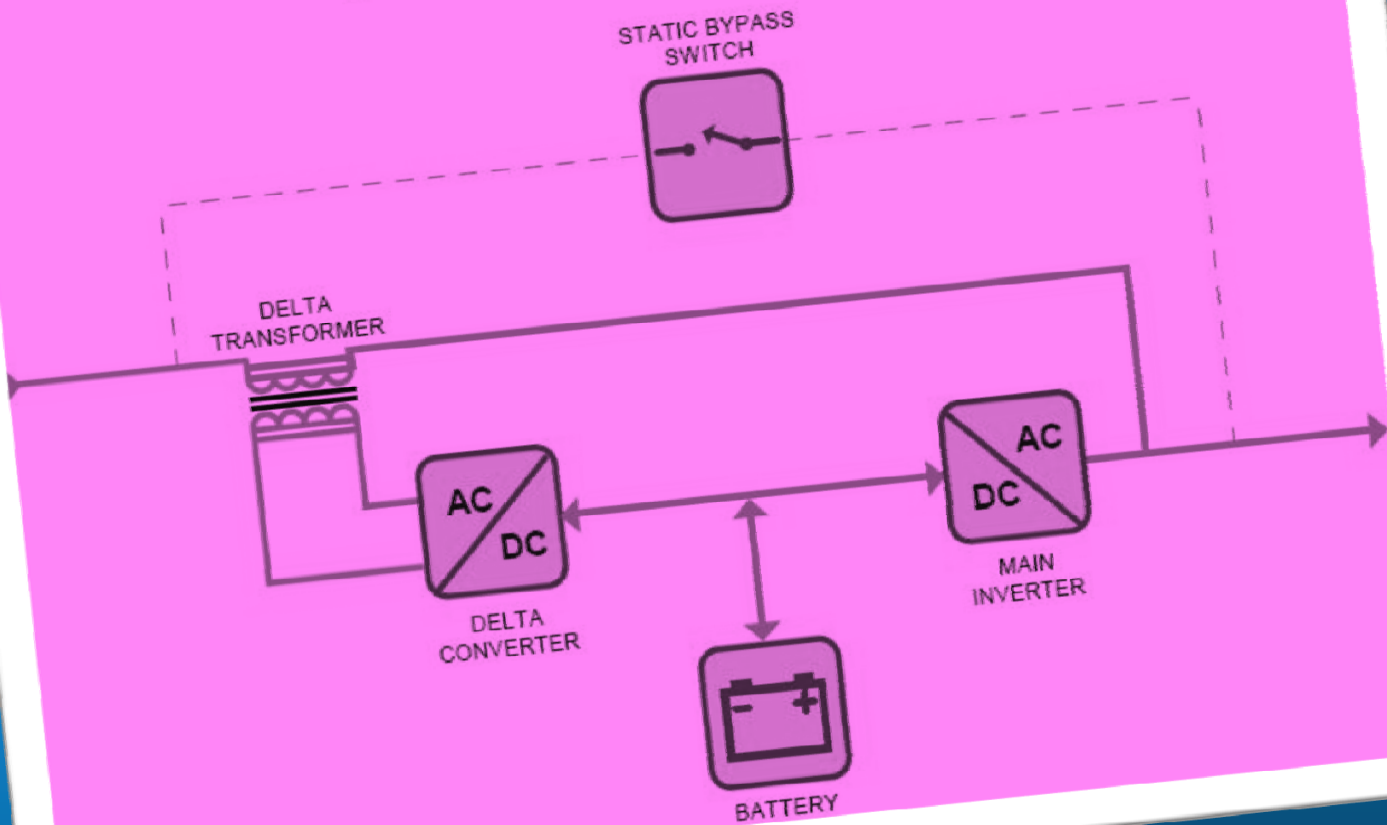 STATIC BYPASS
SWITCH
DELTA
TRANSFORMER
AC
DC
DELTA
CONVERTER
AC
DC
MAIN
INVERTER
- +
BATTERY